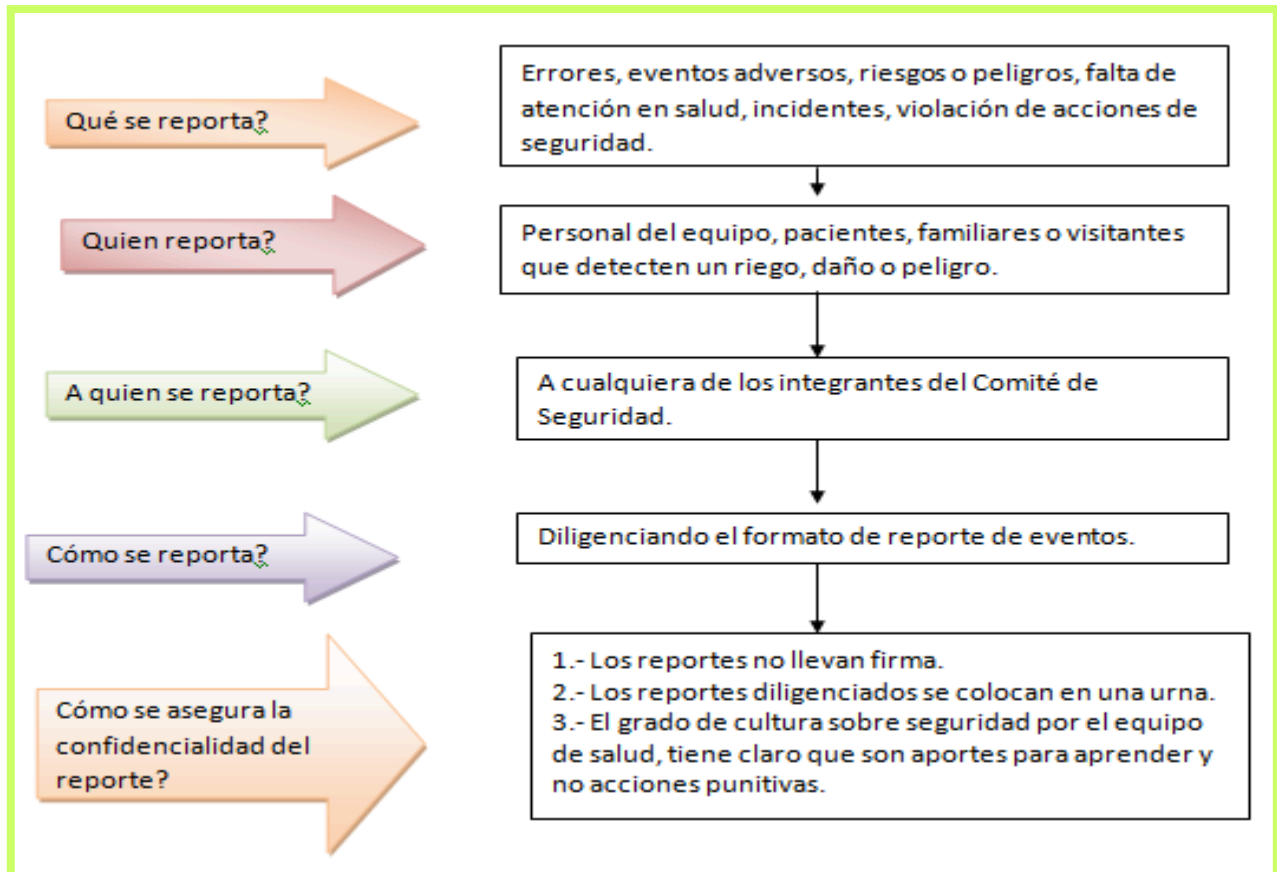 Qué se reporta?
Errores, eventos adversos, riesgos o peligros, falta de
atención en salud, incidentes, violación de acciones de
seguridad.
Quien reporta?
Personal del equipo, pacientes, familiares o visitantes
que detecten un riego, daño o peligro.
A quien se reporta?
A cualquiera de los integrantes del Comité de
Seguridad.
Cómo se reporta?
Diligenciando el formato de reporte de eventos.
Cómo se asegura la
confidencialidad del
reporte?
1.- Los reportes no llevan firma.
2.- Los reportes diligenciados se colocan en una urna.
3.- El grado de cultura sobre seguridad por el equipo
de salud, tiene claro que son aportes para aprender y
no acciones punitivas.